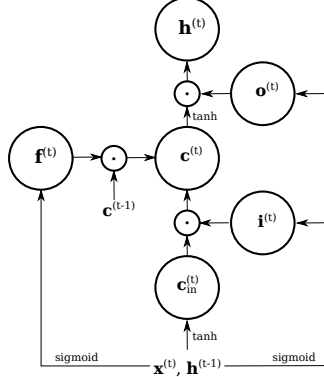 h(t)
· o(t)
tanh
f(t) · c(t)
c(t-1)
· i(t)
c(t)in
tanh
sigmoid sigmoid
x(t), h(t-1)